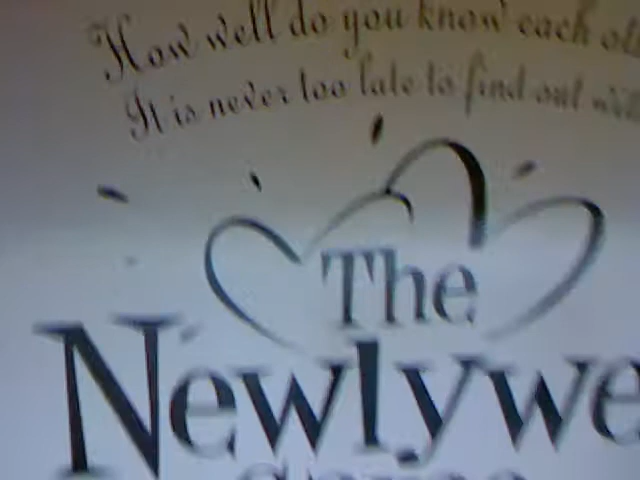 How well do you know each
It is never too late to find out
The
Newlywe